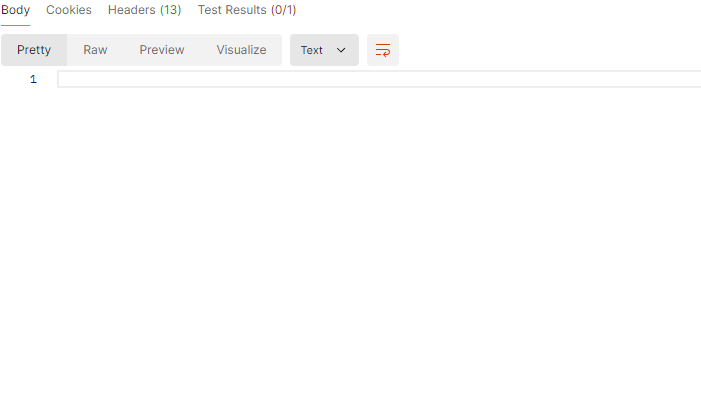 Body Cookies Headers (13) Test Results (0/1)
Pretty Raw Preview Visualize Text
1